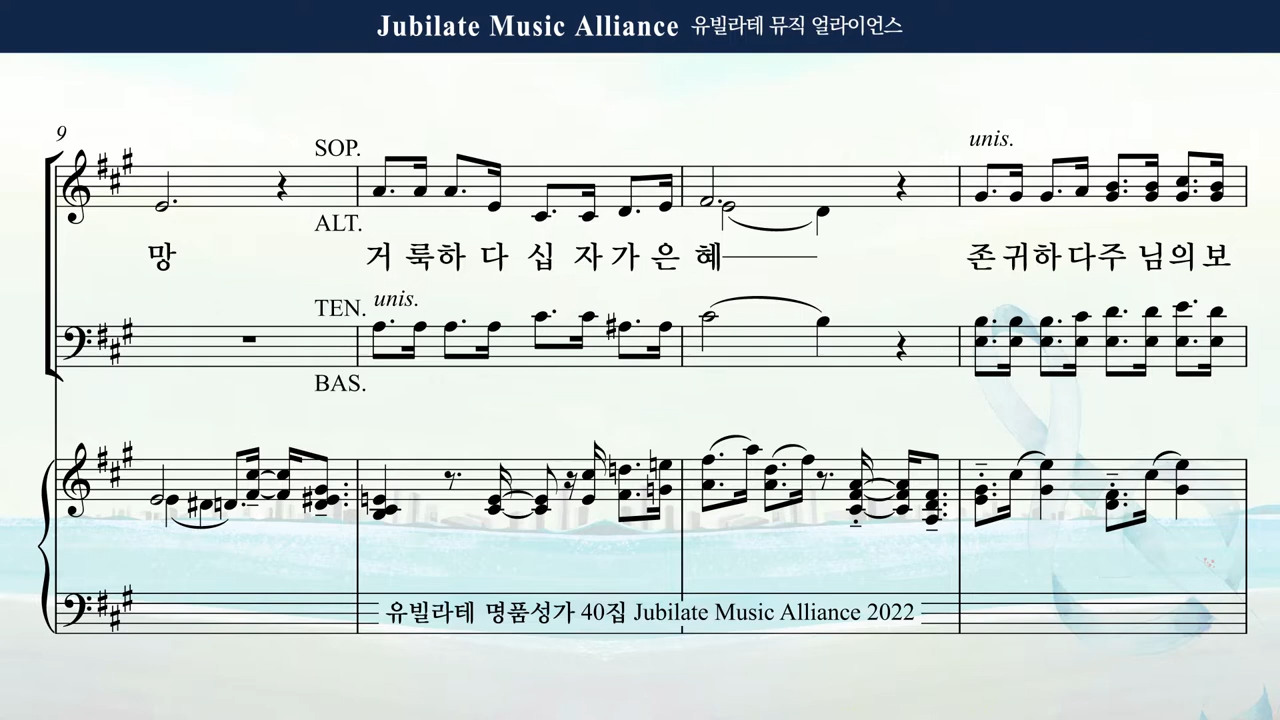 Jubilate Music Alliance 유빌라테 뮤직 얼라이언스
9
SOP.
unis.
ALT.
망 거 룩하 다 십 자 가 은 혜 존 귀 하 다 주 님 의 보
TEN. unis.
BAS.
유빌라테 명품성가 40집 Jubilate Music Alliance 2022